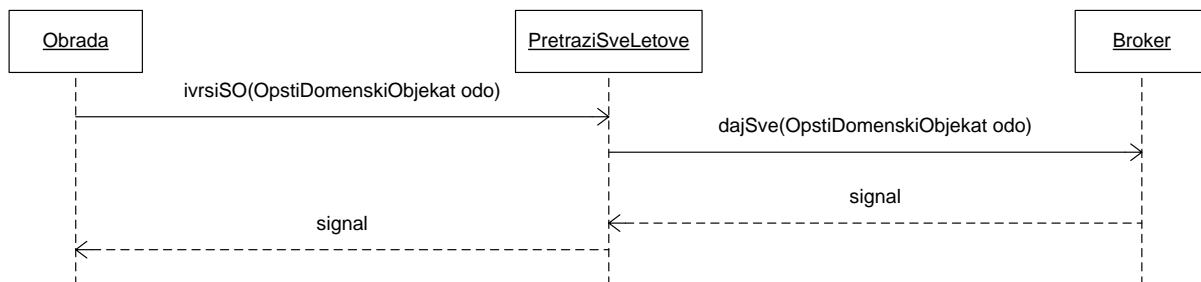 Obrada
PretraziSveLetove
Broker
ivrsiSO(OpstiDomenskiObjekat odo)
dajSve(OpstiDomenskiObjekat odo)
signal
signal